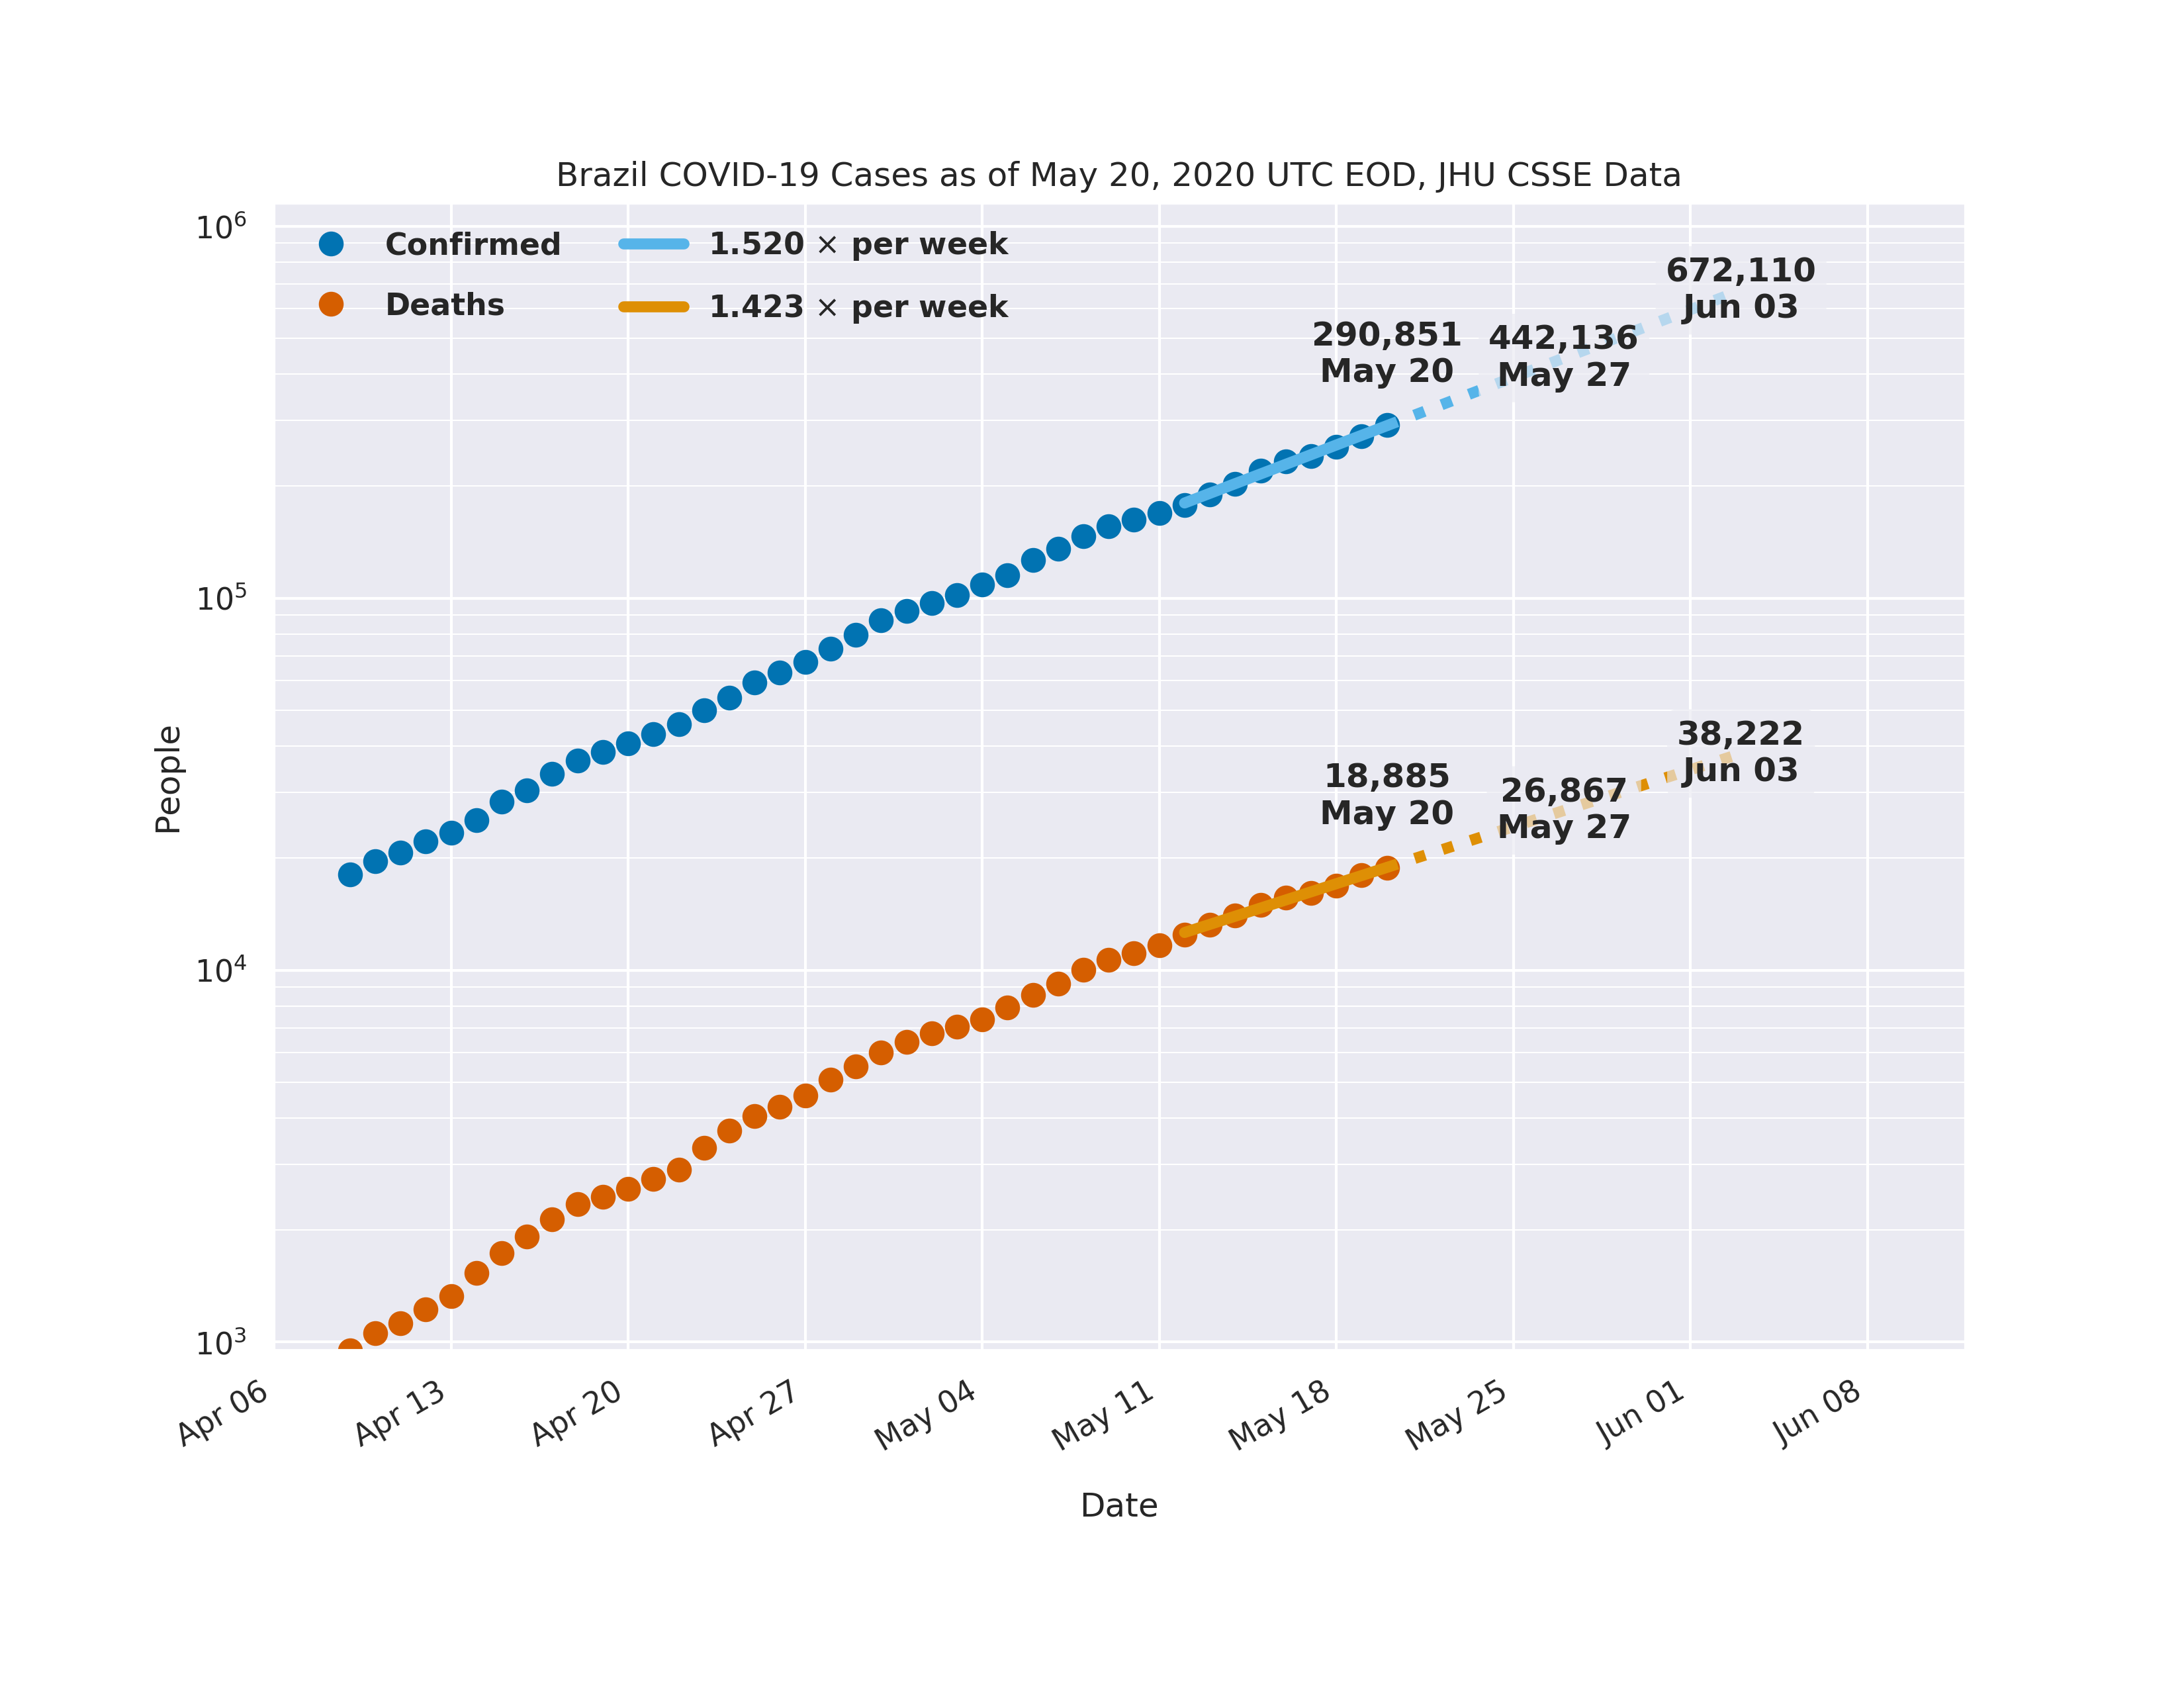 Brazil COVID-19 Cases as of May 20, 2020 UTC EOD, JHU CSSE Data
Confirmed
Deaths
1.520 × per week
1.423 × per week
672,110
Jun 03
290,851
May 20
442,136
May 27
38,222
Jun 03
18,885
May 20
26,867
May 27
People
10⁶
10⁵
10⁴
10³
Apr 06
Apr 13
Apr 20
Apr 27
May 04
May 11
May 18
May 25
Jun 01
Jun 08
Date